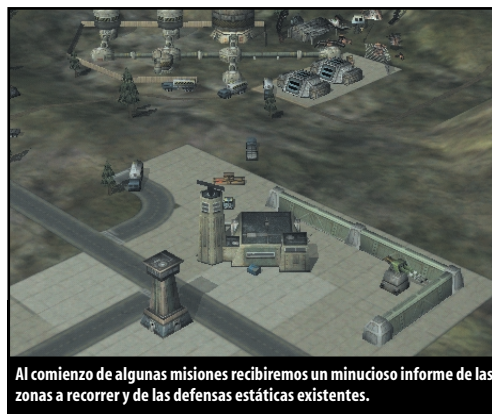 Al comienzo de algunas misiones recibiremos un minucioso informe de las
zonas a recorrer y de las defensas estáticas existentes.